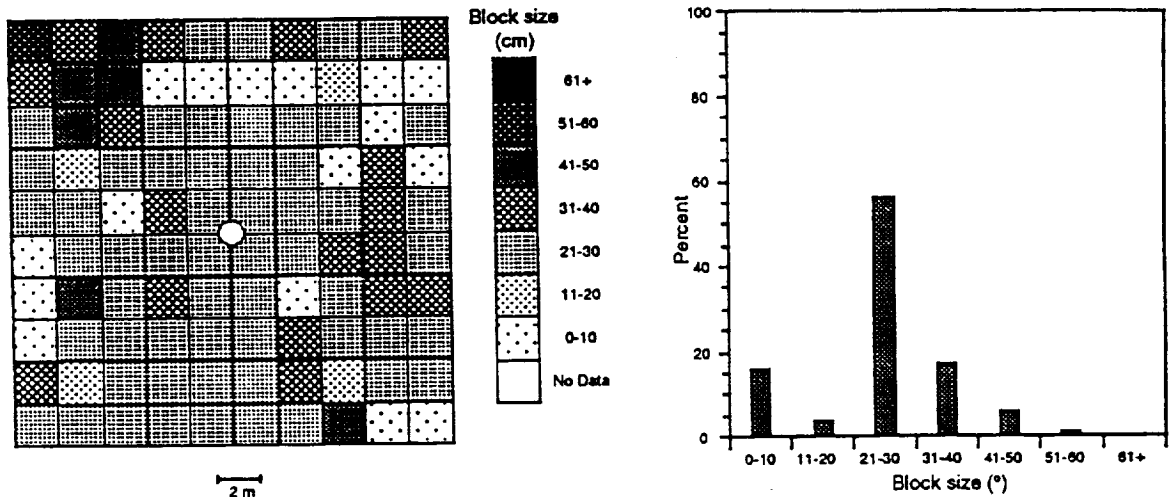 Block size
(cm)
61+
51-60
41-50
31-40
21-30
11-20
0-10
No Data
2 m
100
80
60
40
20
0
Percent
0-10 11-20 21-30 31-40 41-50 51-60 61+
Block size (°)